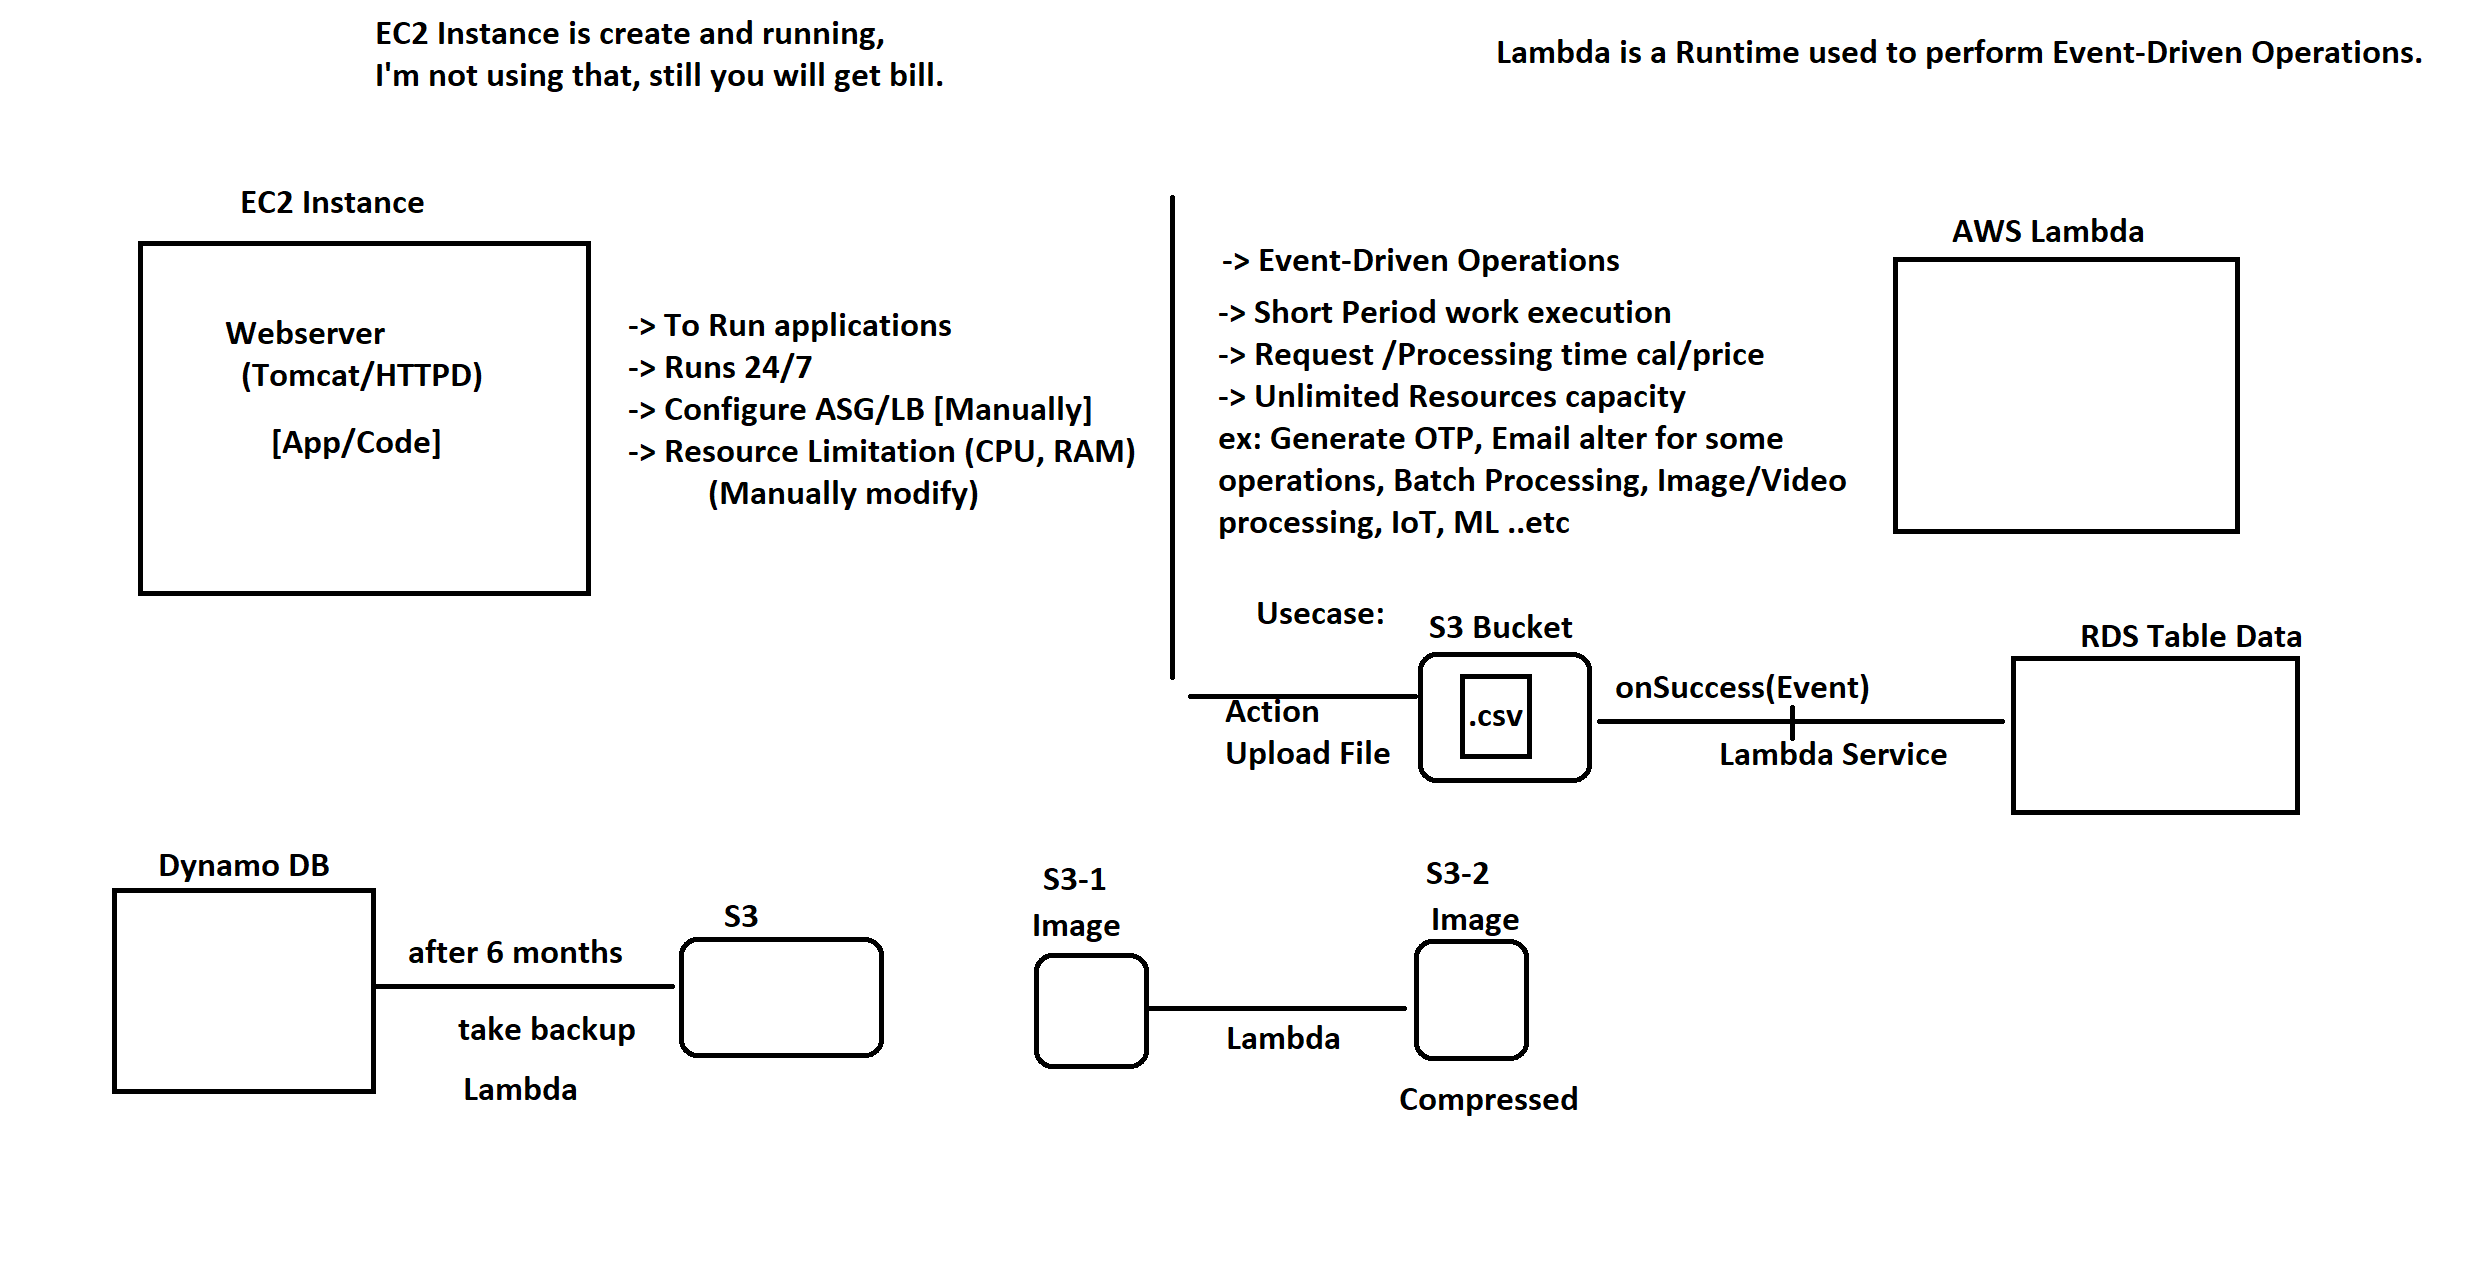 EC2 Instance is create and running,
I'm not using that, still you will get bill.
Lambda is a Runtime used to perform Event-Driven Operations.
EC2 Instance
Webserver
(Tomcat/HTTPD)
[App/Code]
-> To Run applications
-> Runs 24/7
-> Configure ASG/LB [Manually]
-> Resource Limitation (CPU, RAM)
(Manually modify)
-> Event-Driven Operations
-> Short Period work execution
-> Request /Processing time cal/price
-> Unlimited Resources capacity
ex: Generate OTP, Email alter for some
operations, Batch Processing, Image/Video
processing, IoT, ML ..etc
AWS Lambda
Usecase:
S3 Bucket
.csv
Action
Upload File
onSuccess(Event)
Lambda Service
RDS Table Data
Dynamo DB
after 6 months
take backup
Lambda
S3
S3-1
Image
Lambda
S3-2
Image
Compressed